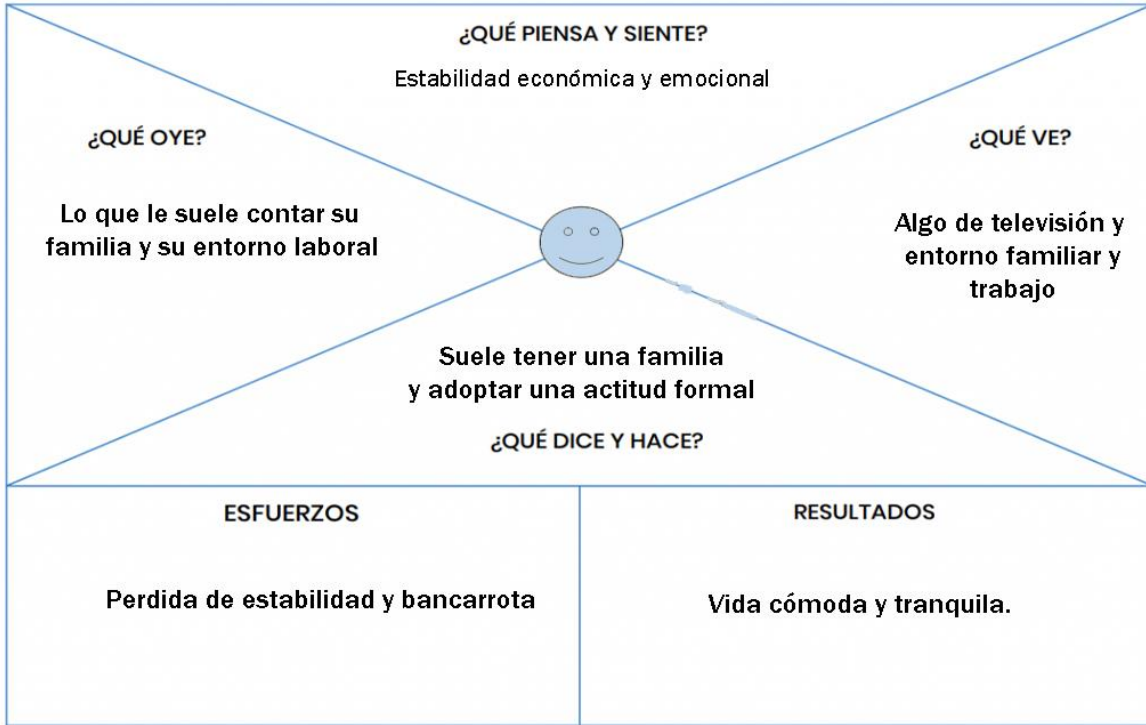 ¿QUÉ PIENSA Y SIENTE?
Estabilidad económica y emocional
¿QUÉ OYE?
Lo que le suele contar su
familia y su entorno laboral
¿QUÉ VE?
Algo de televisión y
entorno familiar y
trabajo
Suele tener una familia
y adoptar una actitud formal
¿QUÉ DICE Y HACE?
ESFUERZOS
Perdida de estabilidad y bancarrota
RESULTADOS
Vida cómoda y tranquila.